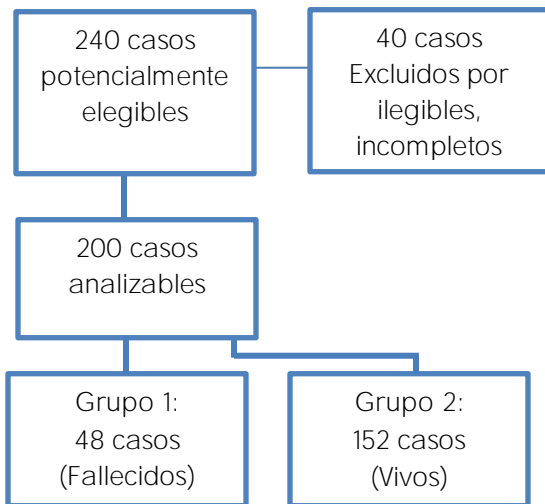 240 casos
potencialmente
elegibles
40 casos
Excluidos por
ilegibles,
incompletos
200 casos
analizables
Grupo 1:
48 casos
(Fallecidos)
Grupo 2:
152 casos
(Vivos)